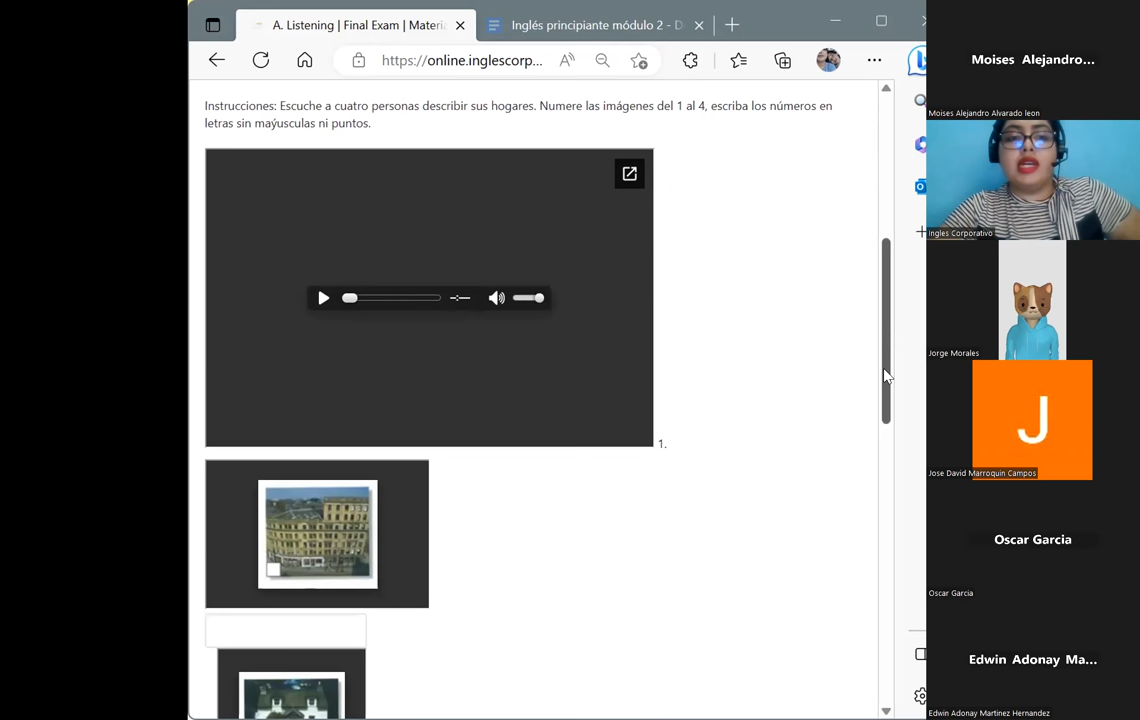 A. Listening | Final Exam | Materi
Inglés principiante módulo 2 - D
https://online.inglescorp...
Instrucciones: Escuche a cuatro personas describir sus hogares. Numere las imágenes del 1 al 4, escriba los números en
letras sin mayúsculas ni puntos.
1.
Moises Alejandro...
Moises Alejandro Alvarado leon
Ingles Corporativo
Jorge Morales
J
Jose David Marroquin Campos
Oscar Garcia
Oscar Garcia
Edwin Adonay Ma...
Edwin Adonay Martinez Hernandez